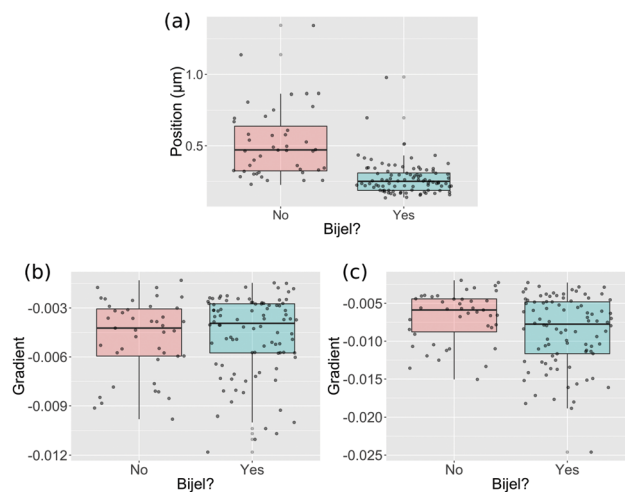 (a)
Position (μm)
1.0
0.5
No
Yes
Bijel?
(b)
Gradient
-0.003
-0.006
-0.009
-0.012
No
Yes
Bijel?
(c)
Gradient
-0.005
-0.010
-0.015
-0.020
-0.025
No
Yes
Bijel?